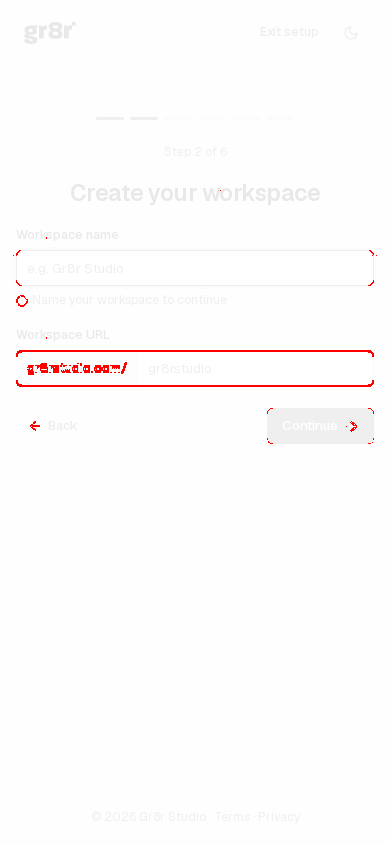 gr8r
Exit setup
Step 2 of 6
Create your workspace
Workspace name
e.g. Gr8r Studio
Name your workspace to continue
Workspace URL
gr8rstudio.com/ gr8rstudio
Back
Continue
© 2026 Gr8r Studio · Terms · Privacy